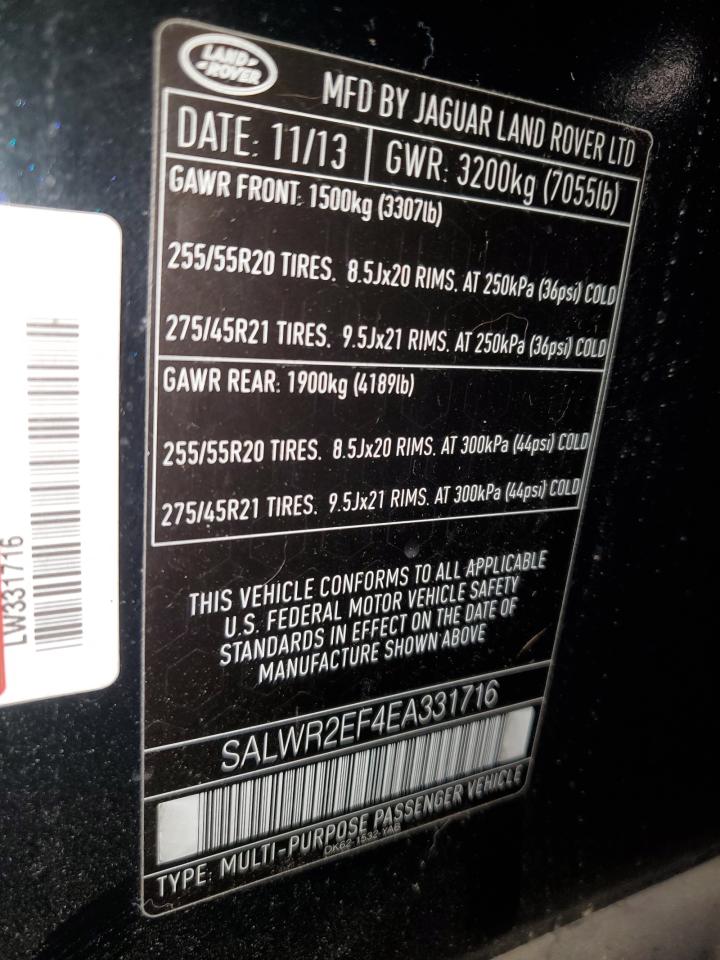 LAND ROVER
MFD BY JAGUAR LAND ROVER LTD
DATE: 11/13
GWR: 3200kg (7055lb)
GAWR FRONT: 1500kg (3307lb)
255/55R20 TIRES. 8.5Jx20 RIMS. AT 250kPa (36psi) COLD
275/45R21 TIRES. 9.5Jx21 RIMS. AT 250kPa (36psi) COLD
GAWR REAR: 1900kg (4189lb)
255/55R20 TIRES. 8.5Jx20 RIMS. AT 300kPa (44psi) COLD
275/45R21 TIRES. 9.5Jx21 RIMS. AT 300kPa (44psi) COLD
THIS VEHICLE CONFORMS TO ALL APPLICABLE
U.S. FEDERAL MOTOR VEHICLE SAFETY
STANDARDS IN EFFECT ON THE DATE OF
MANUFACTURE SHOWN ABOVE
SALWR2EF4EA331716
TYPE: MULTI-PURPOSE PASSENGER VEHICLE
DK62-1532-YAB
LW331716